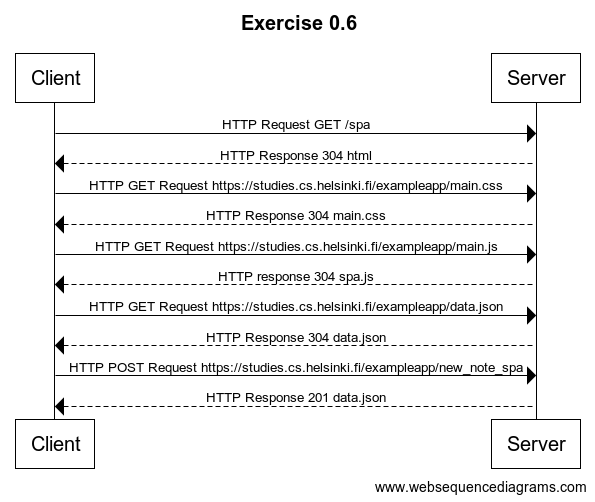 Exercise 0.6
Client Server
HTTP Request GET /spa
HTTP Response 304 html
HTTP GET Request https://studies.cs.helsinki.fi/exampleapp/main.css
HTTP Response 304 main.css
HTTP GET Request https://studies.cs.helsinki.fi/exampleapp/main.js
HTTP response 304 spa.js
HTTP GET Request https://studies.cs.helsinki.fi/exampleapp/data.json
HTTP Response 304 data.json
HTTP POST Request https://studies.cs.helsinki.fi/exampleapp/new_note_spa
HTTP Response 201 data.json
Client Server
www.websequencediagrams.com